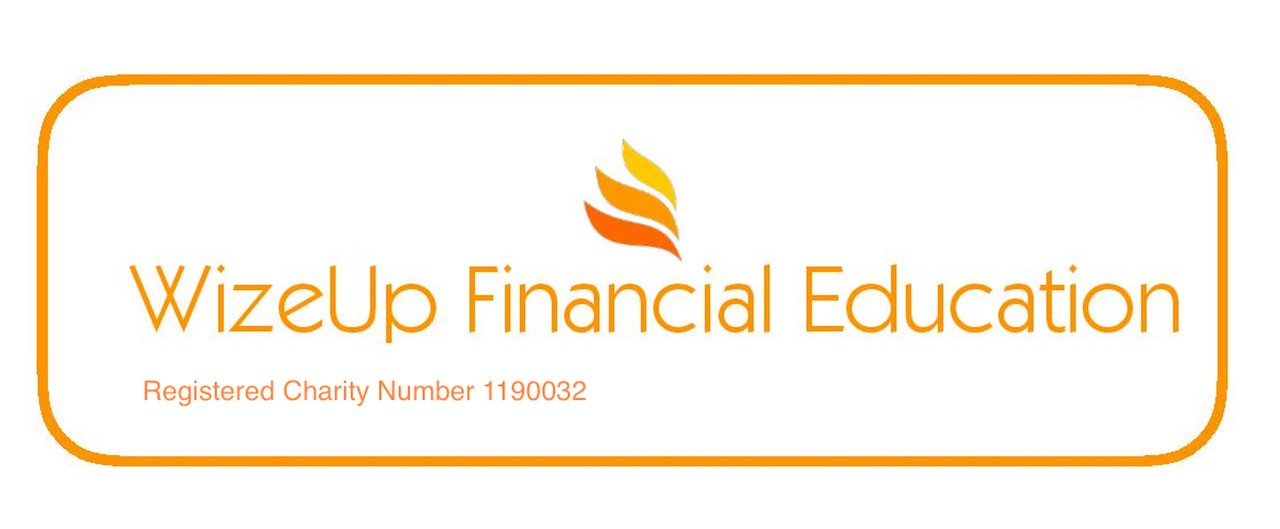 WizeUp Financial Education
Registered Charity Number 1190032